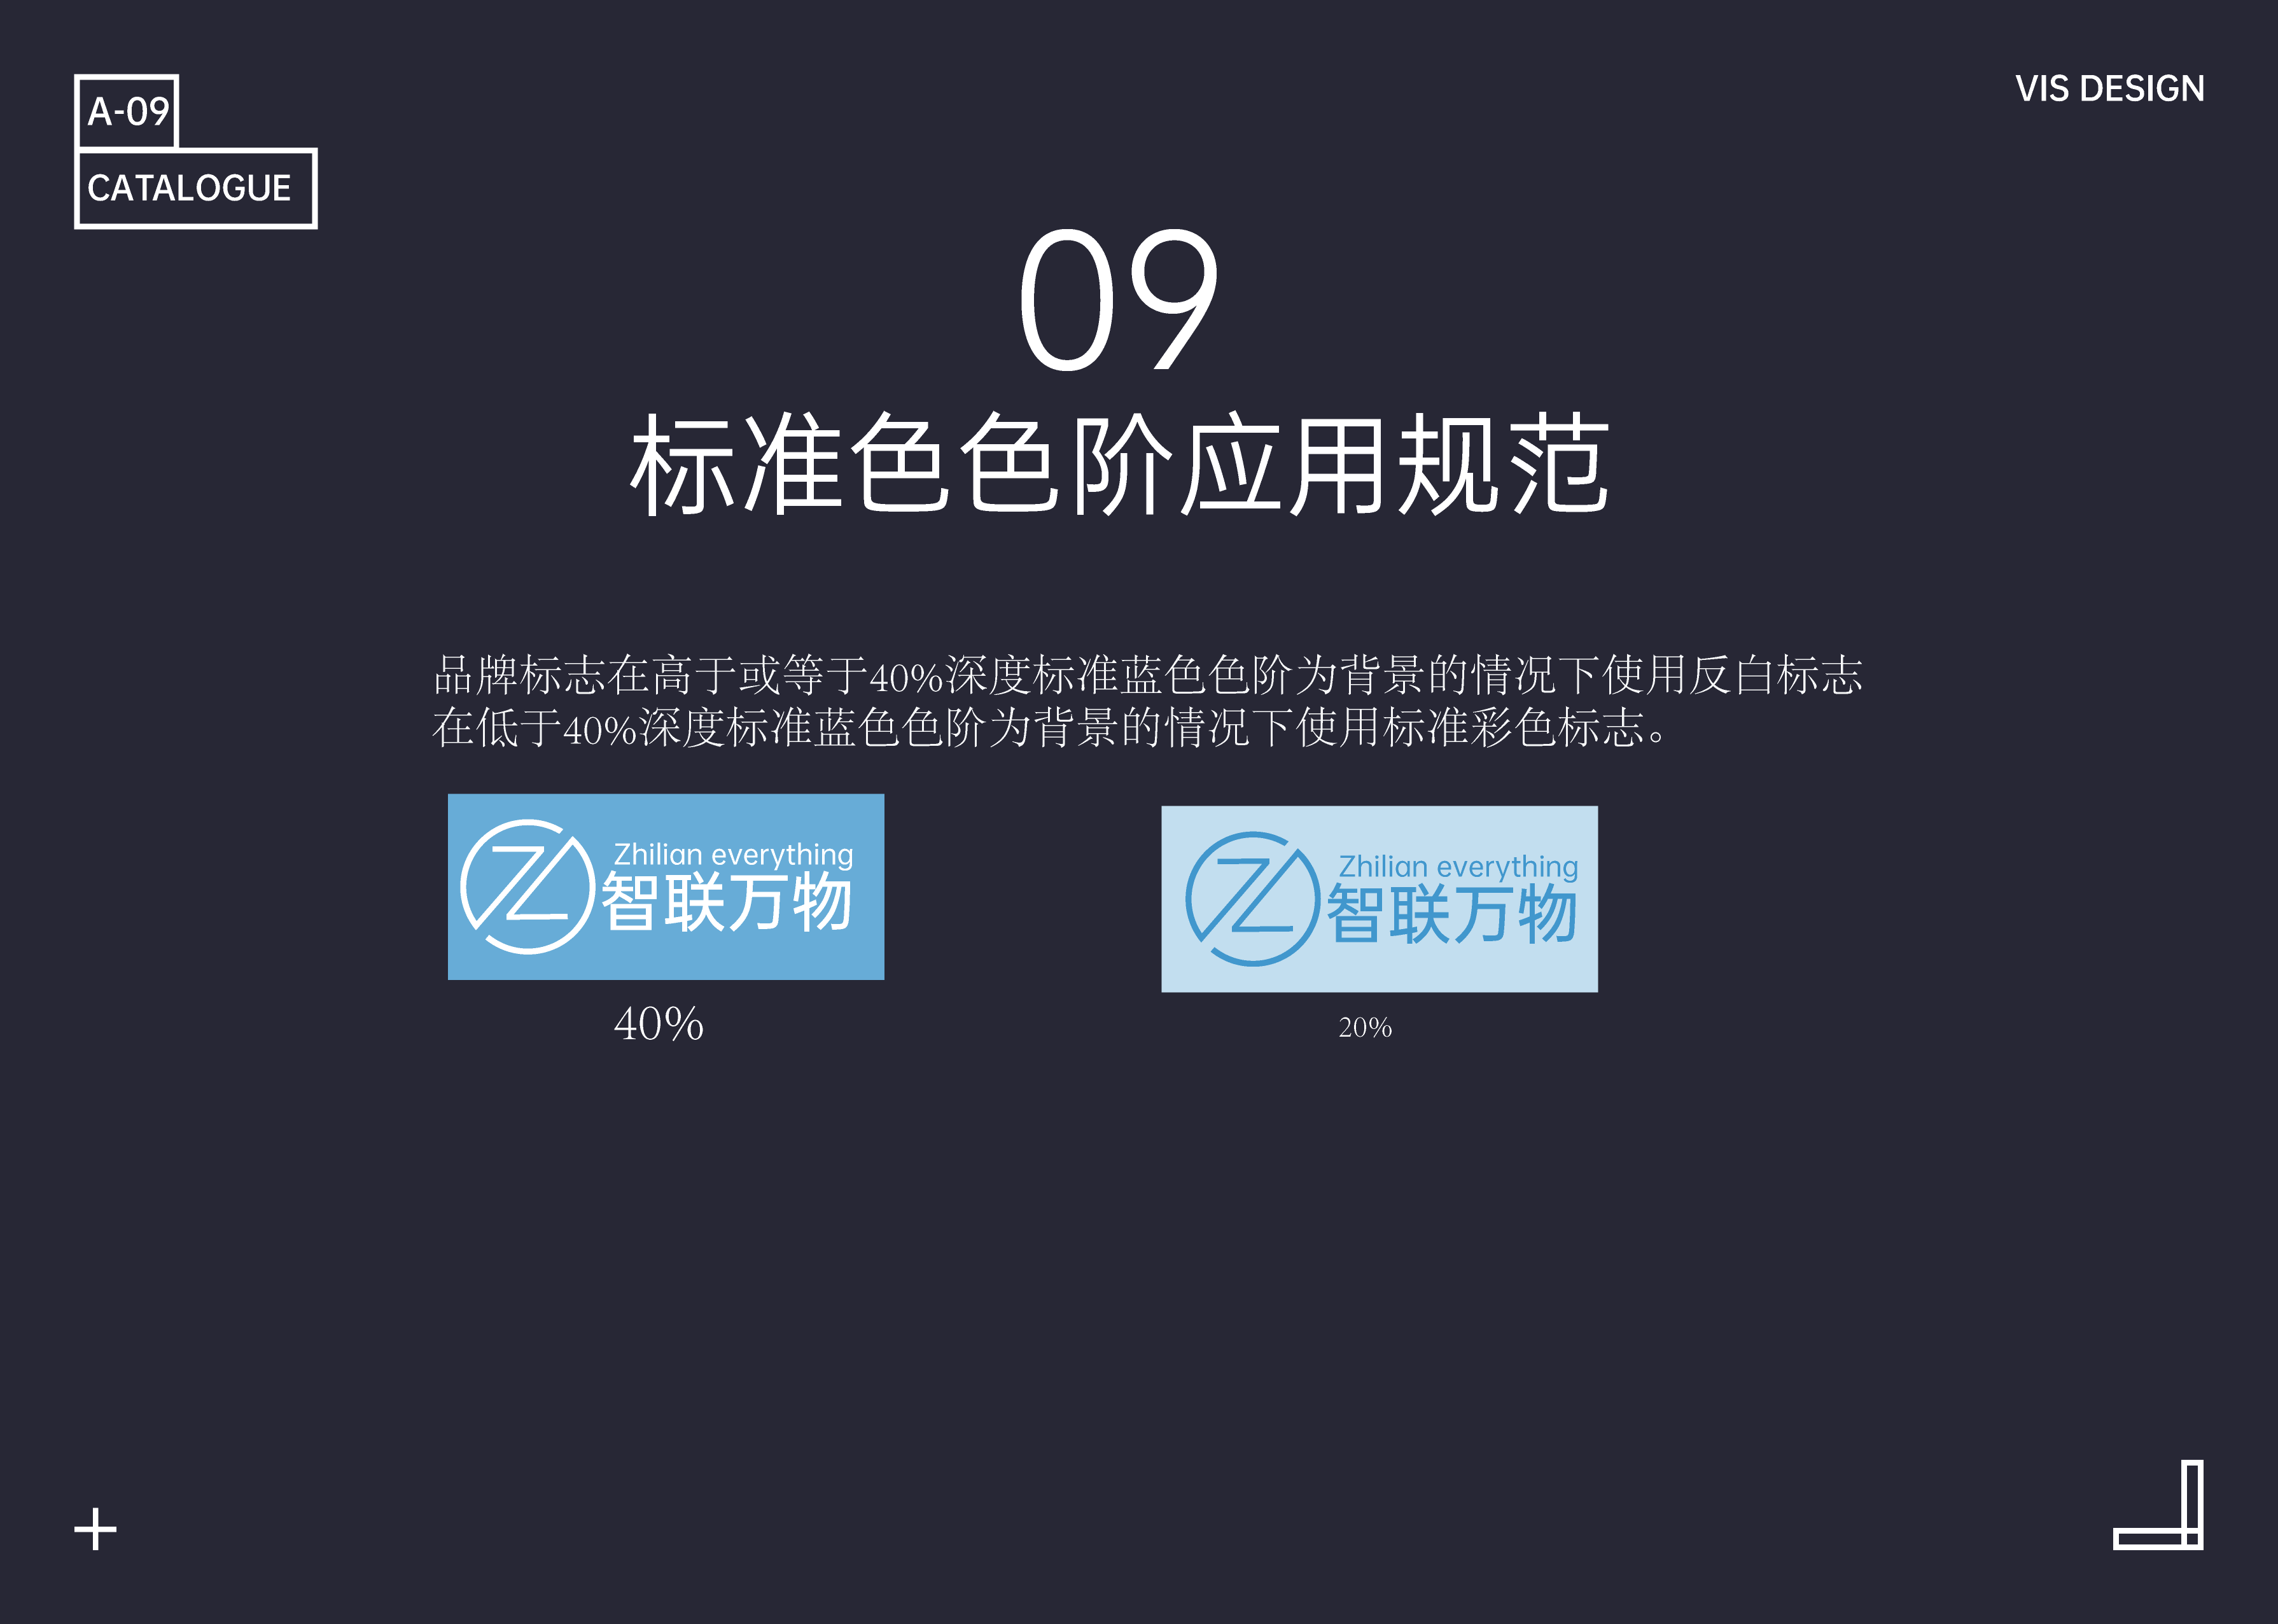 A-09
CATALOGUE
VIS DESIGN
09
标准色色阶应用规范
品牌标志在高于或等于40%深度标准蓝色色阶为背景的情况下使用反白标志
在低于40%深度标准蓝色色阶为背景的情况下使用标准彩色标志。
Zhilian everything
智联万物
40%
Zhilian everything
智联万物
20%